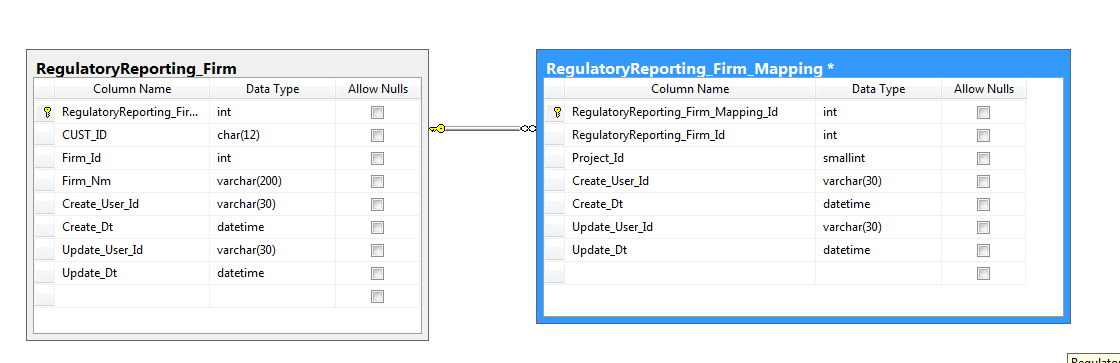 RegulatoryReporting_Firm
Column Name Data Type Allow Nulls
RegulatoryReporting_Fir... int
CUST_ID char(12)
Firm_Id int
Firm_Nm varchar(200)
Create_User_Id varchar(30)
Create_Dt datetime
Update_User_Id varchar(30)
Update_Dt datetime
RegulatoryReporting_Firm_Mapping *
Column Name Data Type Allow Nulls
RegulatoryReporting_Firm_Mapping_Id int
RegulatoryReporting_Firm_Id int
Project_Id smallint
Create_User_Id varchar(30)
Create_Dt datetime
Update_User_Id varchar(30)
Update_Dt datetime